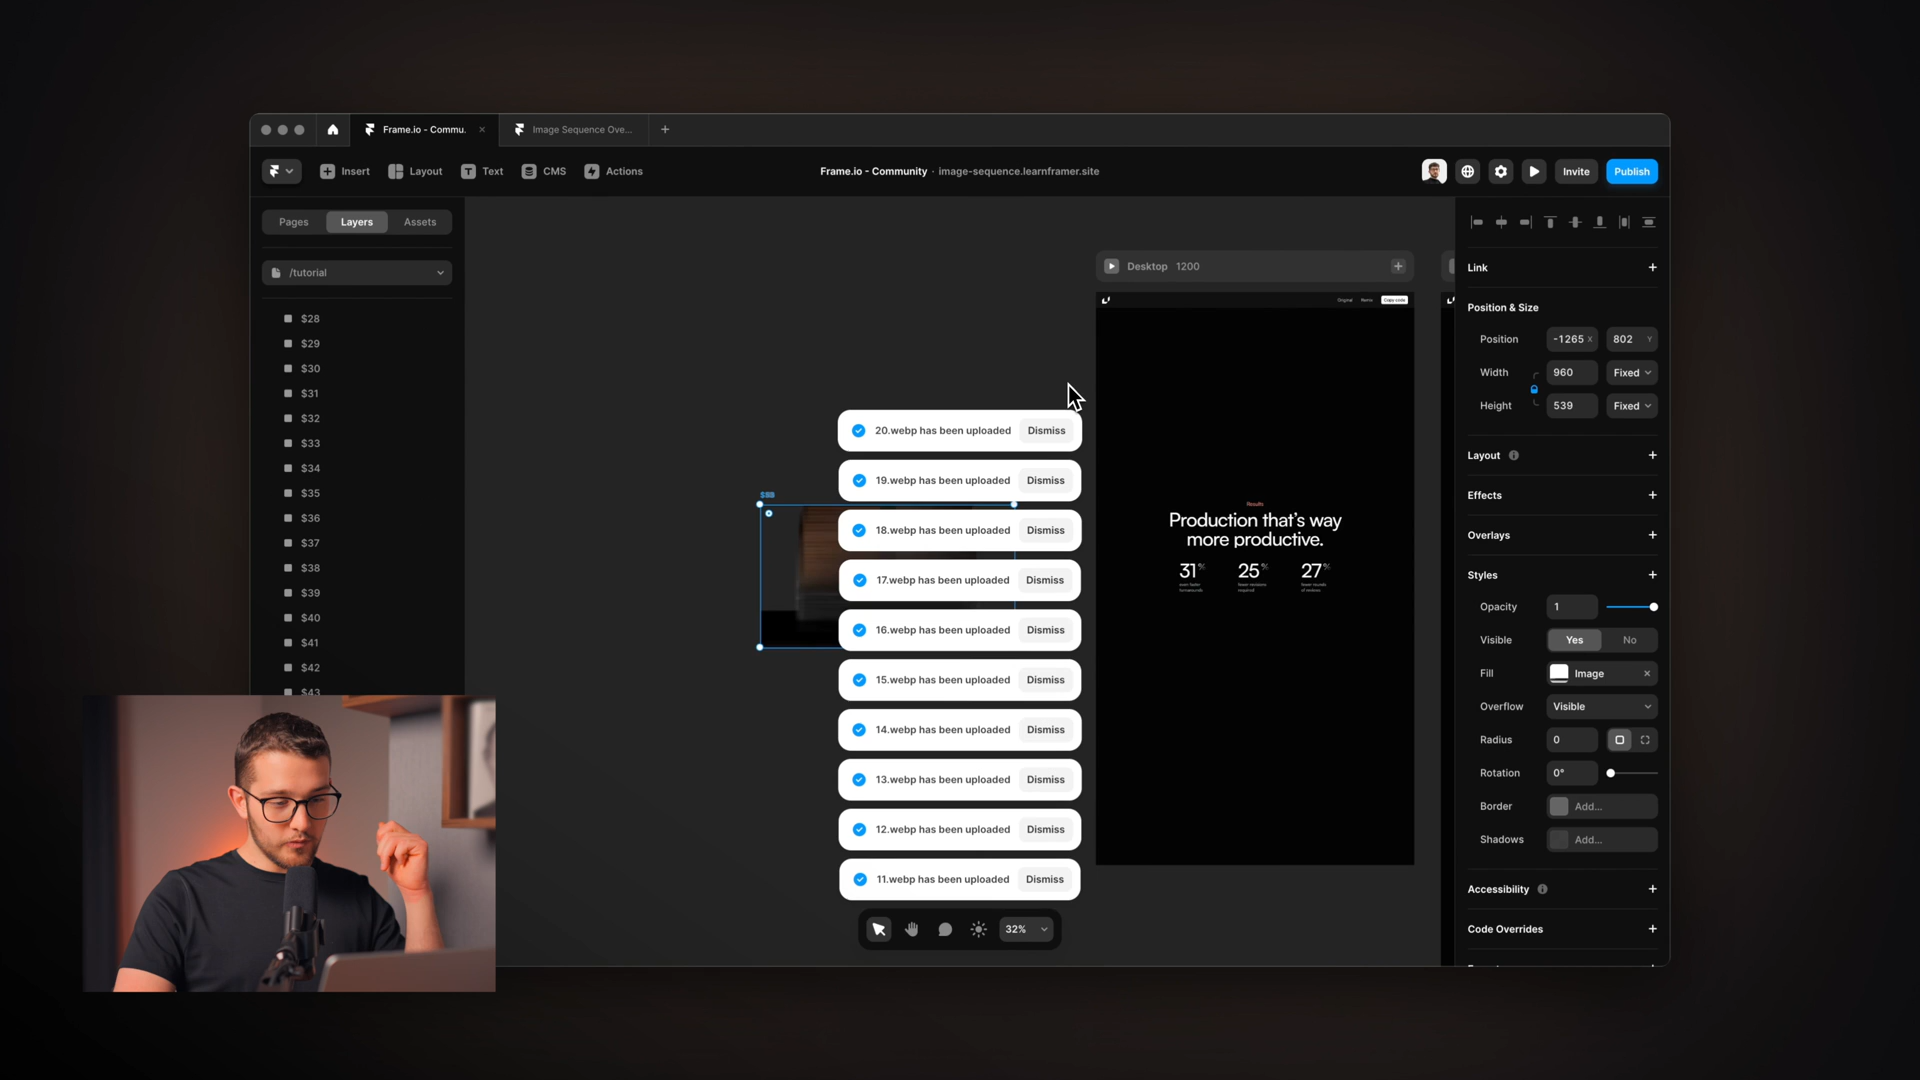 Frame.io - Commu.
Image Sequence Ove...
Insert
Layout
Text
CMS
Actions
Frame.io - Community · image-sequence.learnframer.site
Invite
Publish
Pages
Layers
Assets
/tutorial
$28
$29
$30
$31
$32
$33
$34
$35
$36
$37
$38
$39
$40
$41
$42
$43
Desktop 1200
Copy code
Results
Production that's way
more productive.
31%
25%
27%
20.webp has been uploaded Dismiss
19.webp has been uploaded Dismiss
18.webp has been uploaded Dismiss
17.webp has been uploaded Dismiss
16.webp has been uploaded Dismiss
15.webp has been uploaded Dismiss
14.webp has been uploaded Dismiss
13.webp has been uploaded Dismiss
12.webp has been uploaded Dismiss
11.webp has been uploaded Dismiss
32%
Link
Position & Size
Position -1265 X 802 Y
Width 960 Fixed
Height 539 Fixed
Layout
Effects
Overlays
Styles
Opacity 1
Visible Yes No
Fill Image
Overflow Visible
Radius 0
Rotation 0°
Border Add...
Shadows Add...
Accessibility
Code Overrides